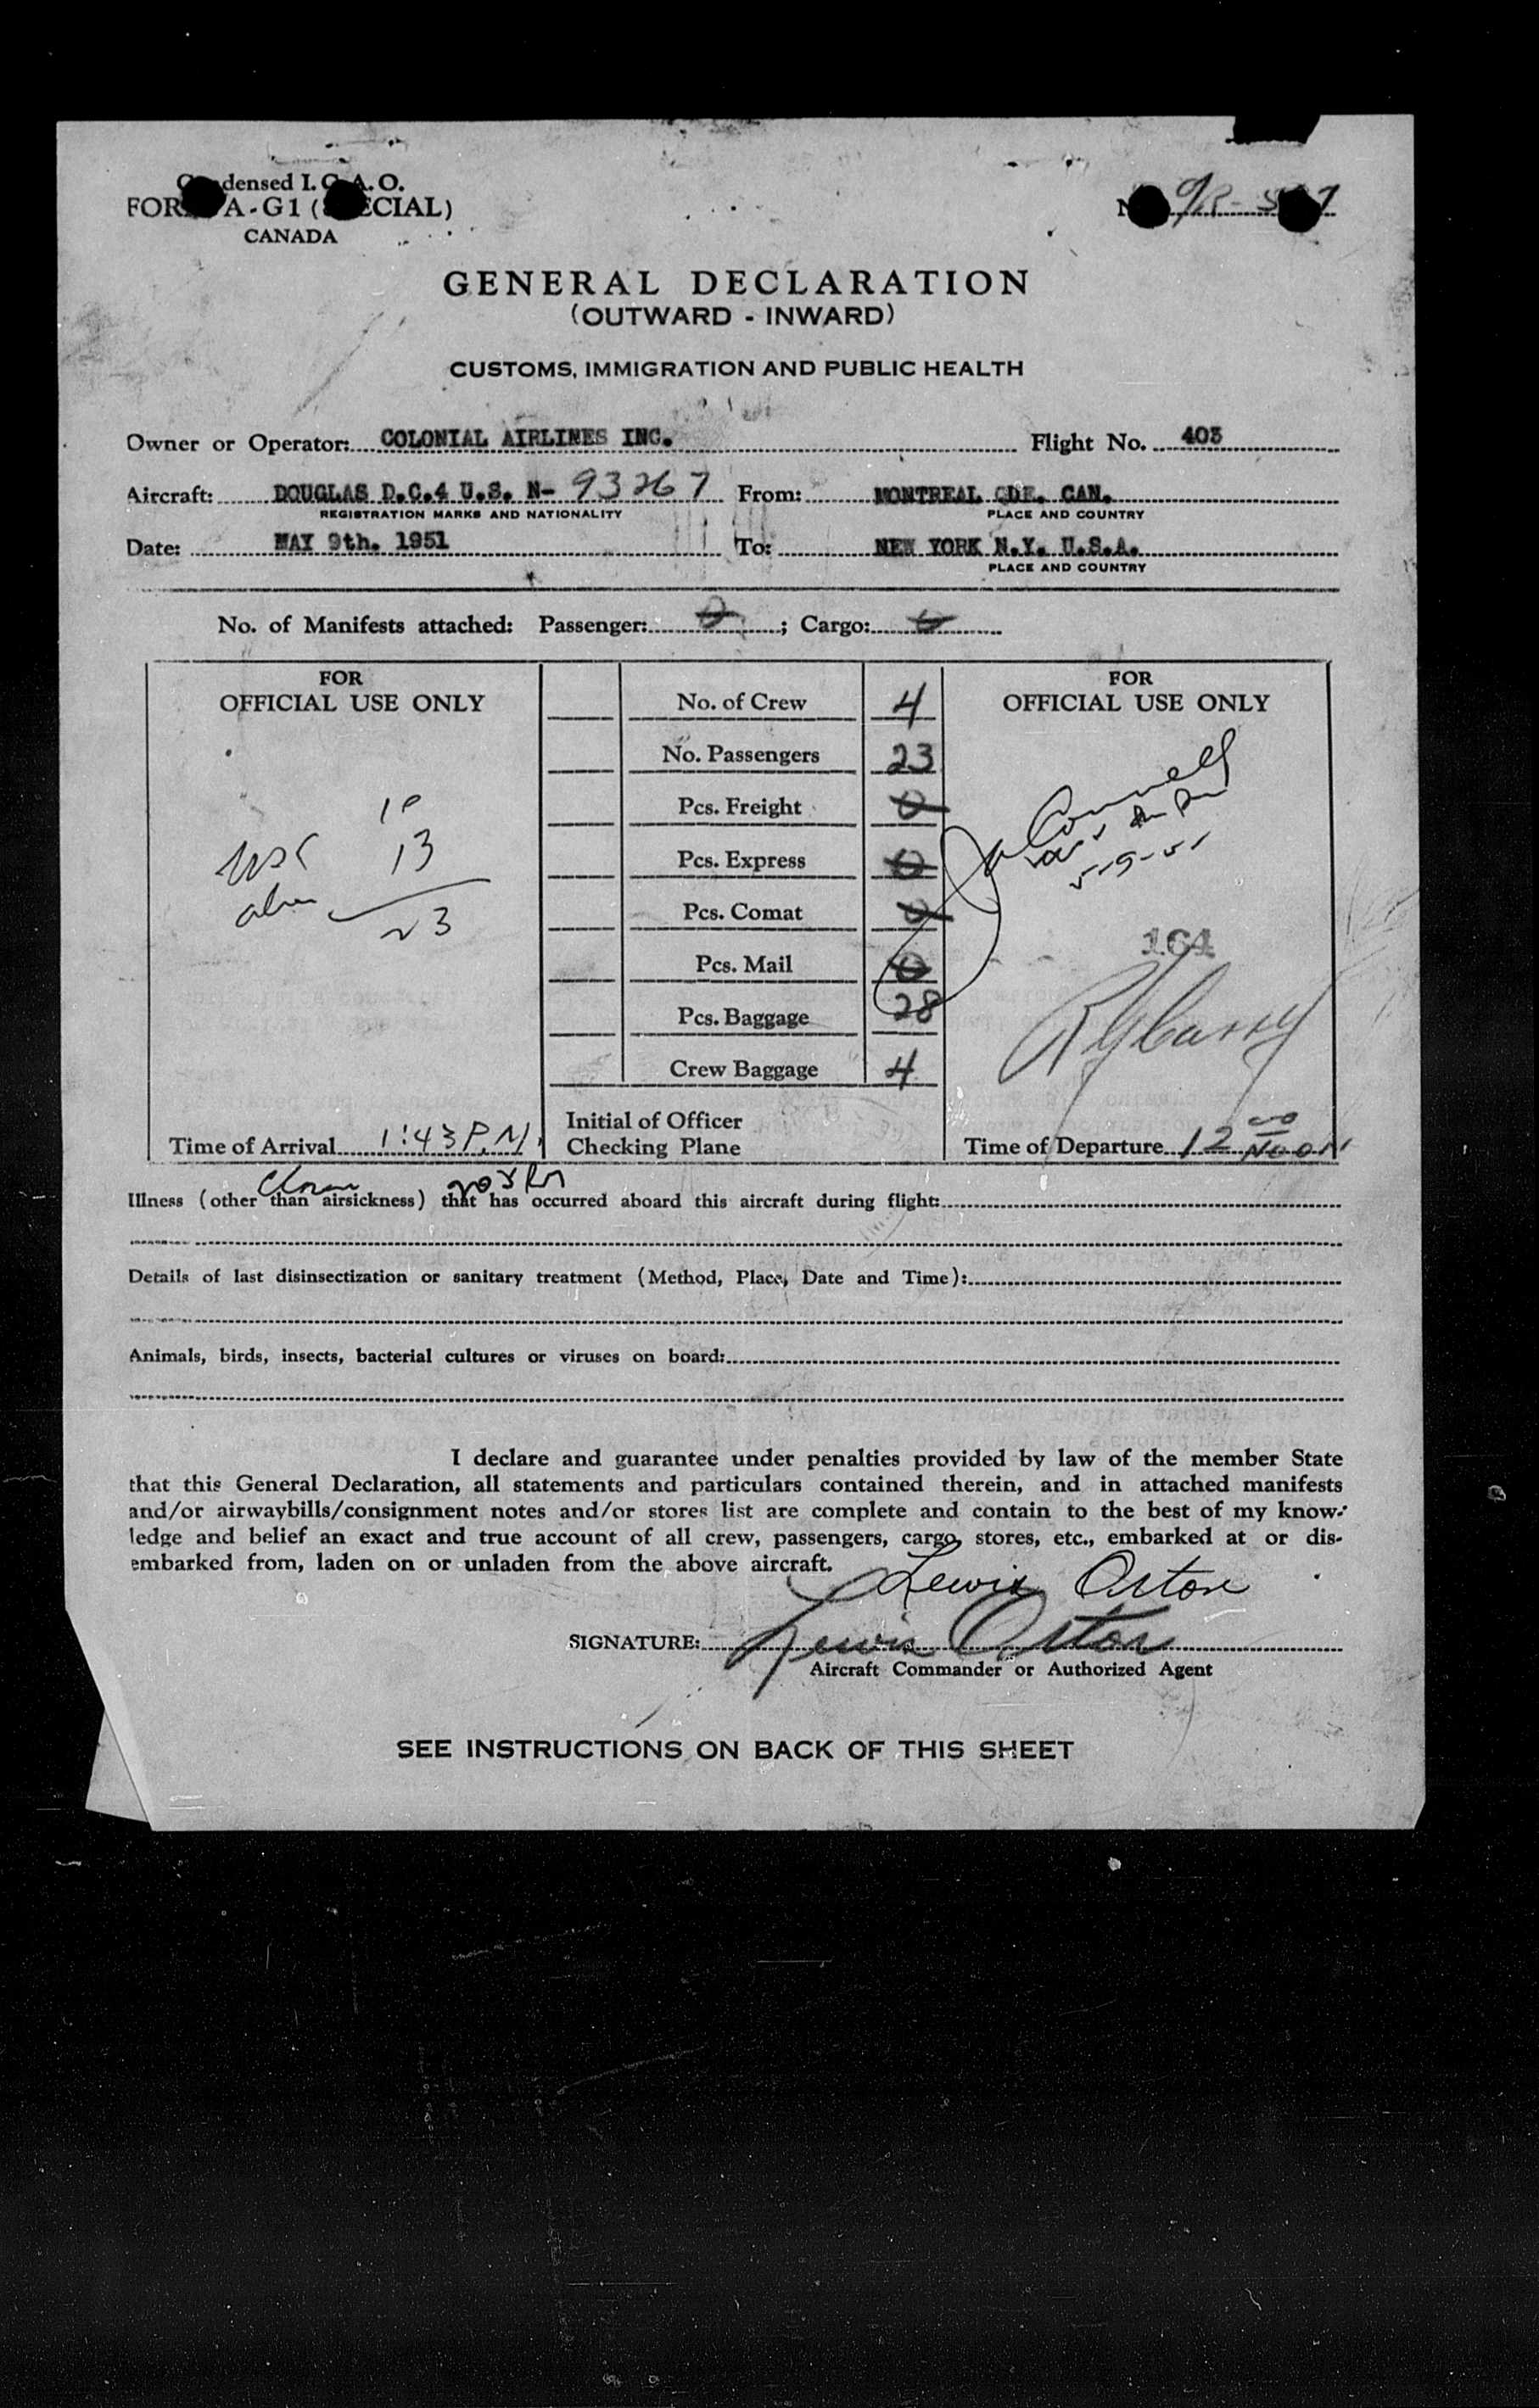 Condensed I.C.A.O.
FORM A-G1 (SPECIAL)
CANADA
GENERAL DECLARATION
(OUTWARD - INWARD)
CUSTOMS, IMMIGRATION AND PUBLIC HEALTH
Owner or Operator: COLONIAL AIRLINES INC. Flight No. 403
Aircraft: DOUGLAS D.C.4 U.S. N- 93267 From: MONTREAL QUE. CAN.
REGISTRATION MARKS AND NATIONALITY PLACE AND COUNTRY
Date: MAY 9th. 1951 To: NEW YORK N.Y. U.S.A.
PLACE AND COUNTRY
No. of Manifests attached: Passenger: 0; Cargo: 0
FOR
OFFICIAL USE ONLY
USC 10
alien 13
23
Time of Arrival 1:43 P.M.
No. of Crew 4
No. Passengers 23
Pcs. Freight 0
Pcs. Express 0
Pcs. Comat 0
Pcs. Mail 0
Pcs. Baggage 28
Crew Baggage 4
Initial of Officer
Checking Plane
FOR
OFFICIAL USE ONLY
5-9-51
164
Time of Departure 12 00 NOON
Illness (other than airsickness) that has occurred aboard this aircraft during flight:
Details of last disinsectization or sanitary treatment (Method, Place, Date and Time):
Animals, birds, insects, bacterial cultures or viruses on board:
I declare and guarantee under penalties provided by law of the member State
that this General Declaration, all statements and particulars contained therein, and in attached manifests
and/or airwaybills/consignment notes and/or stores list are complete and contain to the best of my know-
ledge and belief an exact and true account of all crew, passengers, cargo, stores, etc., embarked at or dis-
embarked from, laden on or unladen from the above aircraft.
Lewis Orton
SIGNATURE: Lewis Orton
Aircraft Commander or Authorized Agent
SEE INSTRUCTIONS ON BACK OF THIS SHEET